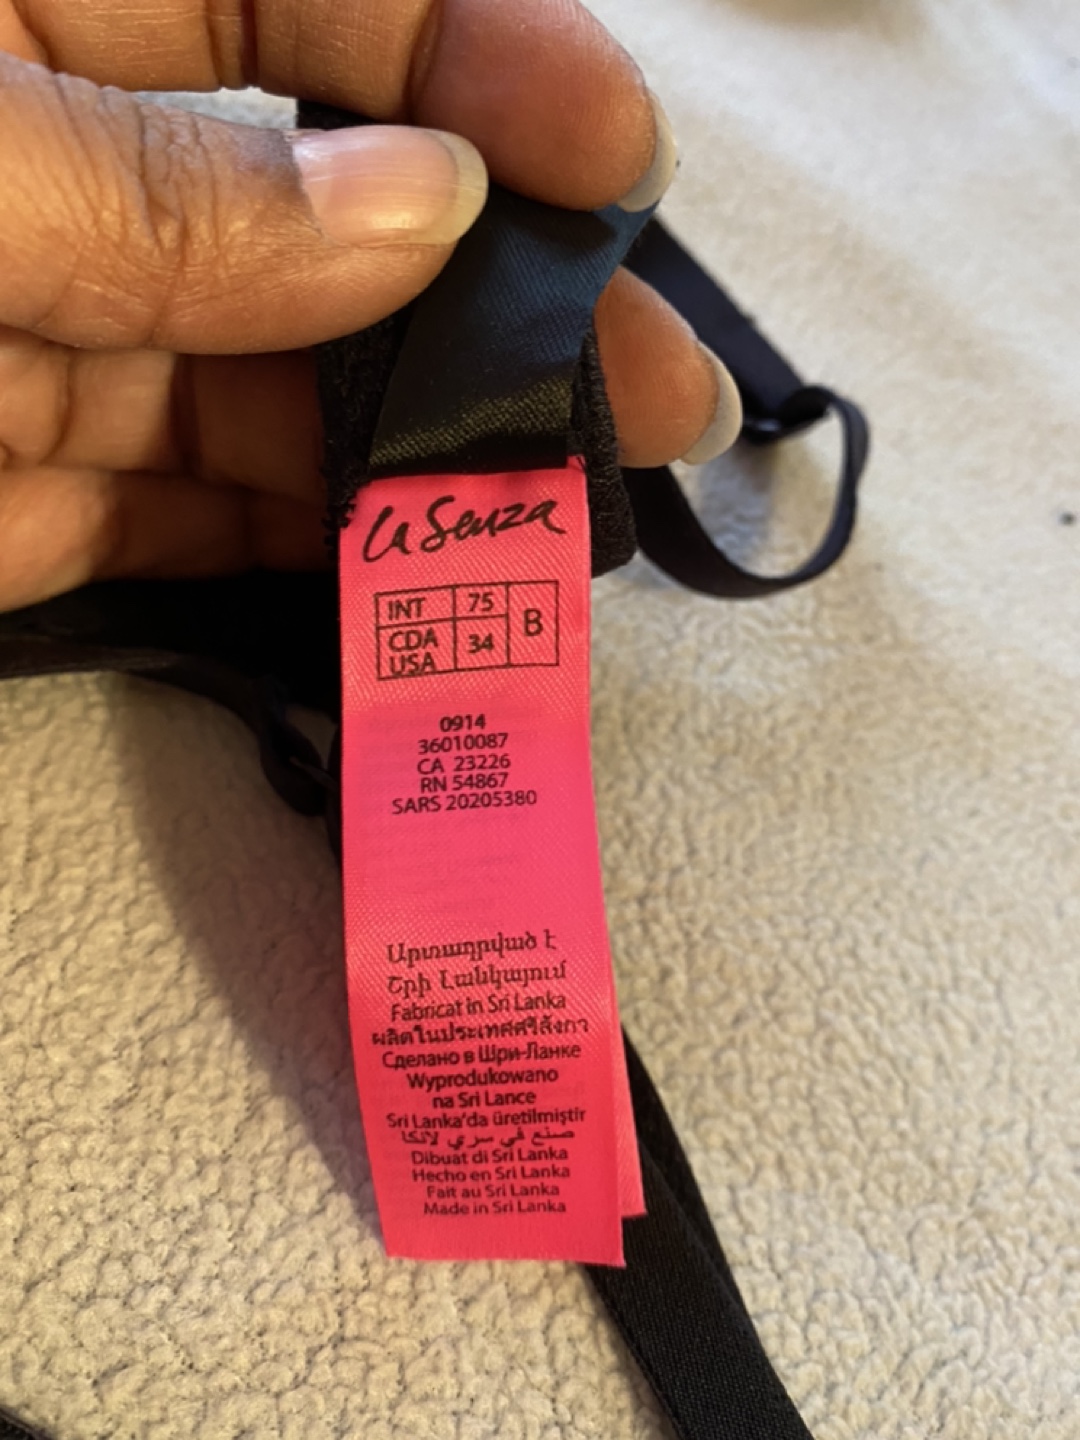 La Senza
INT 75 B
CDA USA 34
0914
36010087
CA 23226
RN 54867
SARS 20205380
Արտադրված է
Շրի Լանկայում
Fabricat in Sri Lanka
ผลิตในประเทศศรีลังกา
Сделано в Шри-Ланке
Wyprodukowano
na Sri Lance
Sri Lanka'da üretilmiştir
صنع في سري لانكا
Dibuat di Sri Lanka
Hecho en Sri Lanka
Fait au Sri Lanka
Made in Sri Lanka